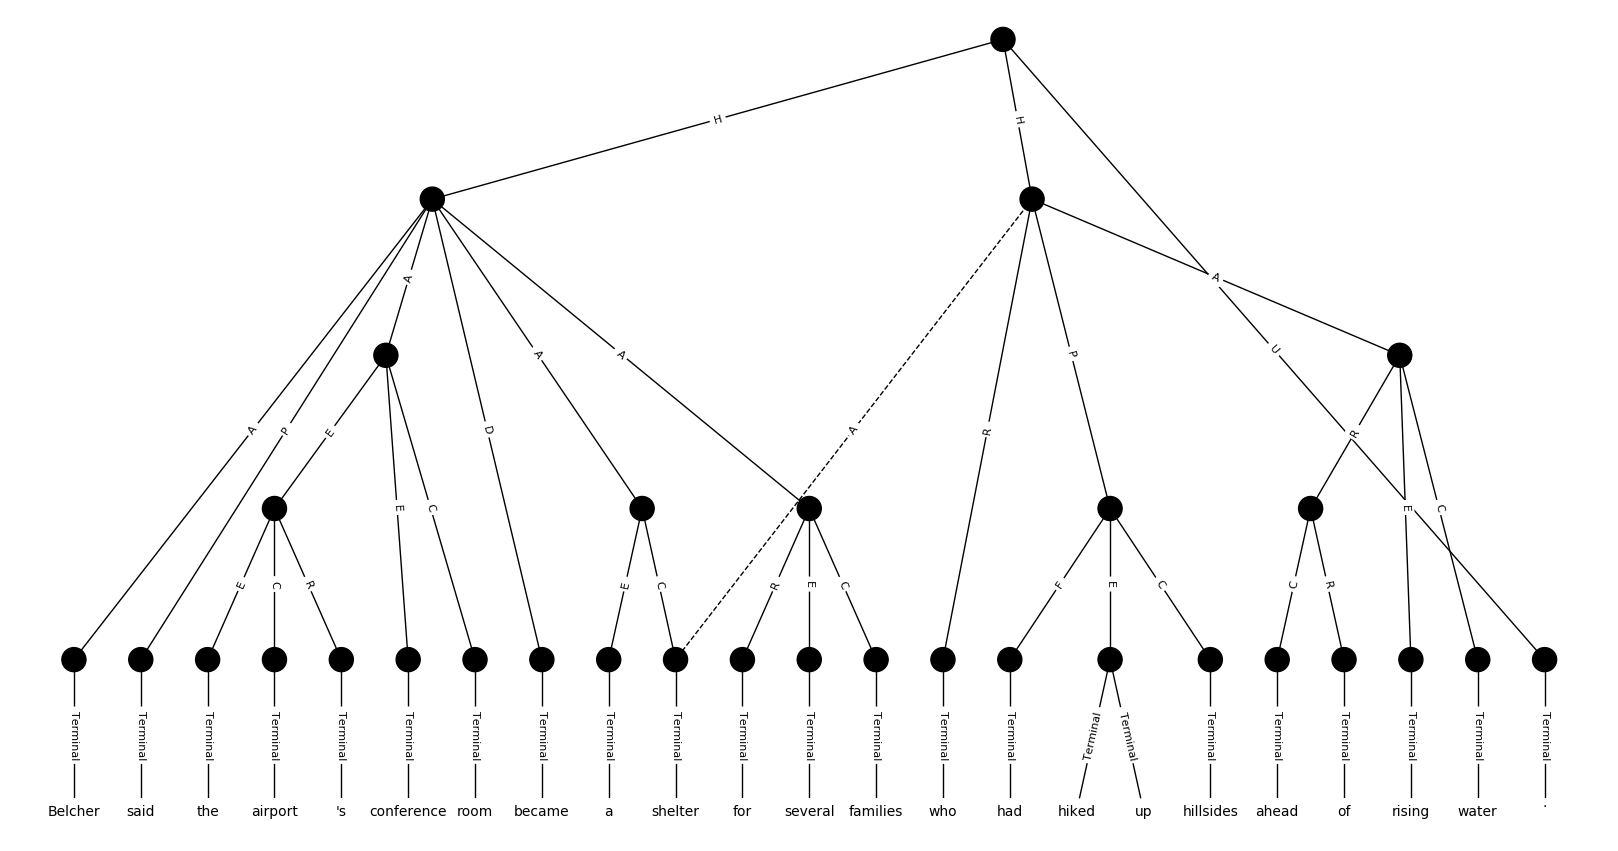 H
H
A
A
U
A
A
P
A
D
A
R
P
R
E
E
E
C
E
C
E
C
R
E
C
R
E
C
F
E
C
C
R
Terminal Terminal Terminal Terminal Terminal Terminal Terminal Terminal Terminal Terminal Terminal Terminal Terminal Terminal Terminal Terminal Terminal Terminal Terminal Terminal Terminal Terminal Terminal
Belcher said the airport 's conference room became a shelter for several families who had hiked up hillsides ahead of rising water .